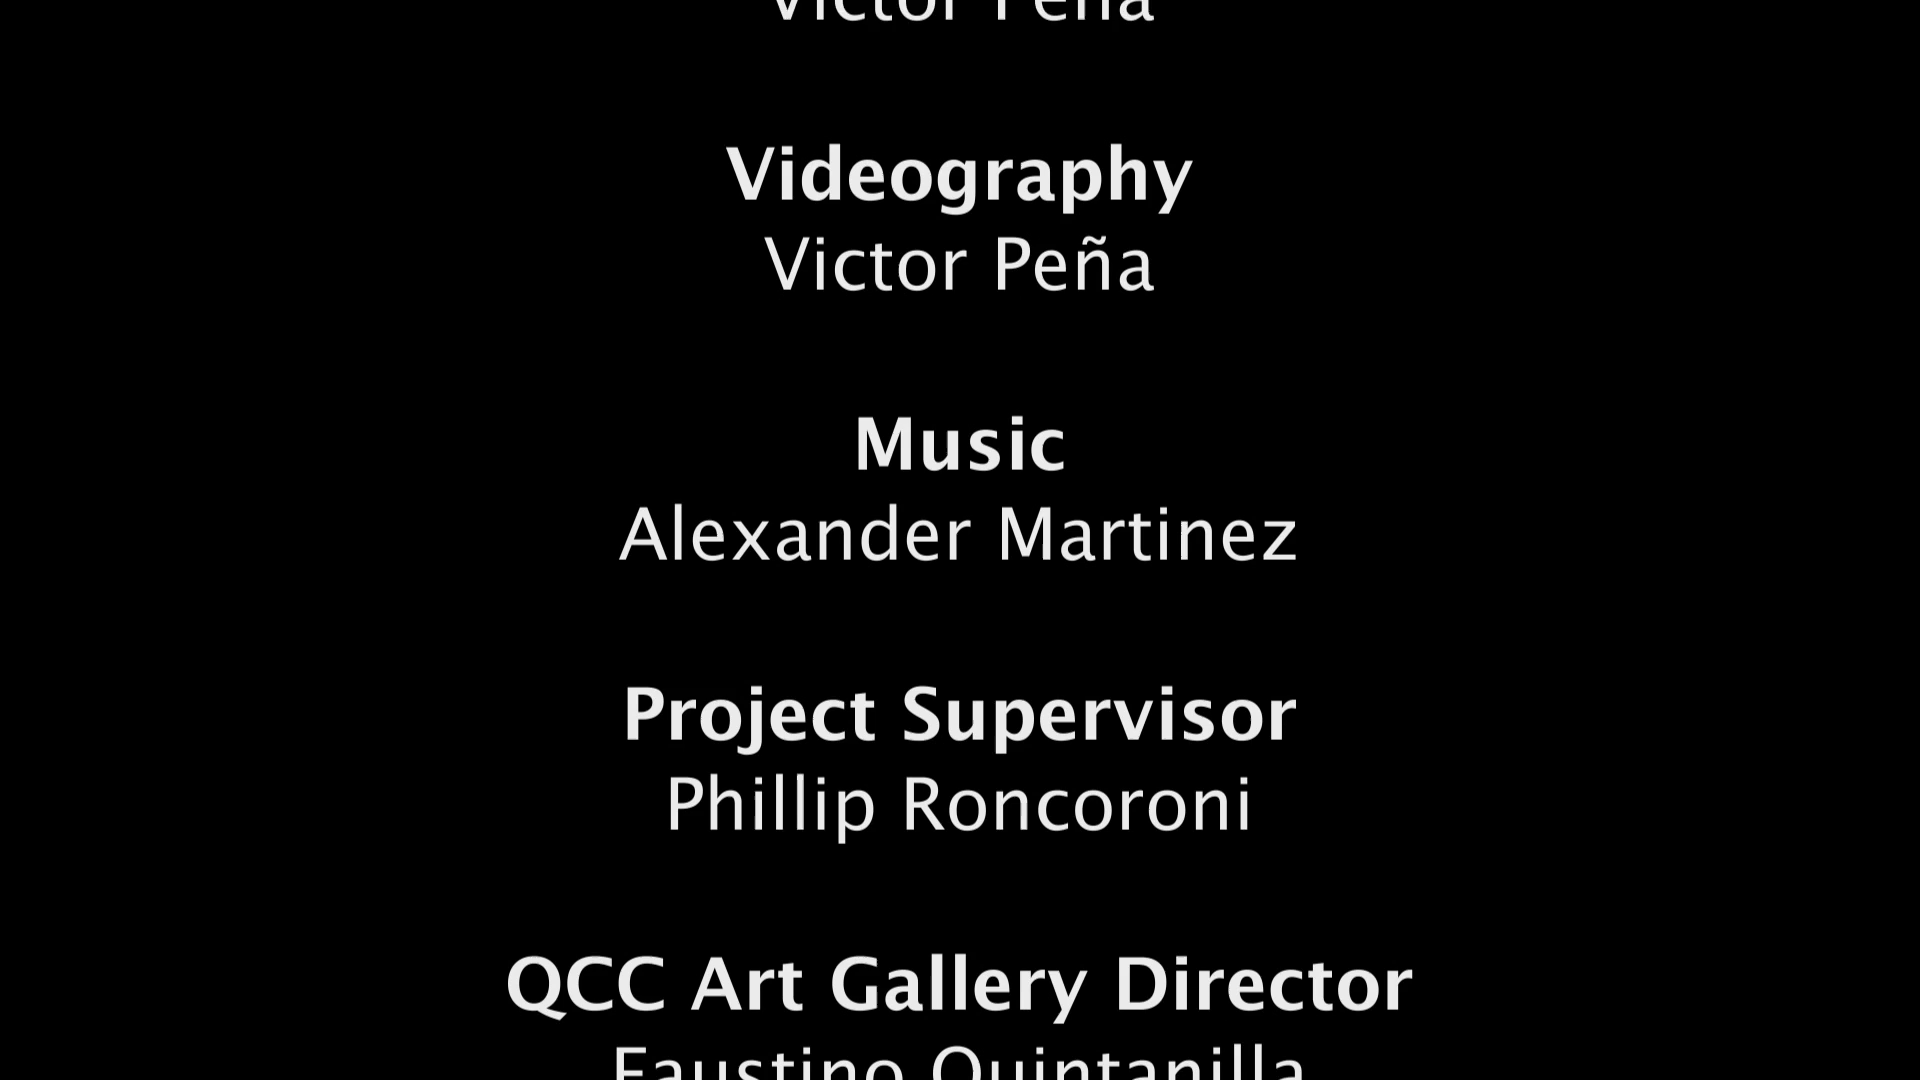 Victor Peña
Videography
Victor Peña
Music
Alexander Martinez
Project Supervisor
Phillip Roncoroni
QCC Art Gallery Director
Faustino Quintanilla